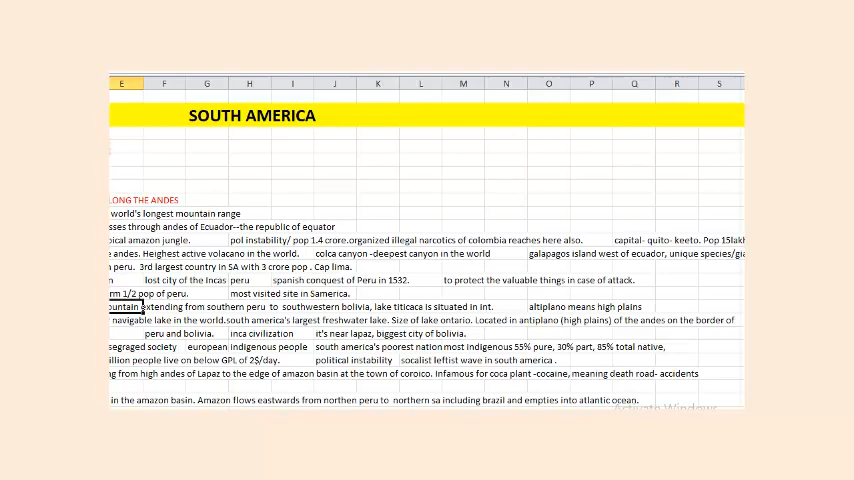 E F G H I J K L M N O P Q R S
SOUTH AMERICA
LONG THE ANDES
world's longest mountain range
sses through andes of Ecuador--the republic of equator
pical amazon jungle. pol instability/ pop 1.4 crore.organized illegal narcotics of colombia reaches here also. capital- quito- keeto. Pop 15lakh
andes. Heighest active volcano in the world. colca canyon -deepest canyon in the world galapagos island west of ecuador, unique species/gia
peru. 3rd largest country in SA with 3 crore pop . Cap lima.
n lost city of the Incas peru spanish conquest of Peru in 1532. to protect the valuable things in case of attack.
rm 1/2 pop of peru. most visited site in Samerica.
ountain extending from southern peru to southwestern bolivia, lake titicaca is situated in int. altiplano means high plains
navigable lake in the world.south america's largest freshwater lake. Size of lake ontario. Located in antiplano (high plains) of the andes on the border of
peru and bolivia. inca civilization it's near lapaz, biggest city of bolivia.
segraged society european indigenous people south america's poorest nation most indigenous 55% pure, 30% part, 85% total native,
illion people live on below GPL of 2$/day. political instability socalist leftist wave in south america .
ng from high andes of Lapaz to the edge of amazon basin at the town of coroico. Infamous for coca plant -cocaine, meaning death road- accidents
in the amazon basin. Amazon flows eastwards from northen peru to northern sa including brazil and empties into atlantic ocean.
Activate Windows